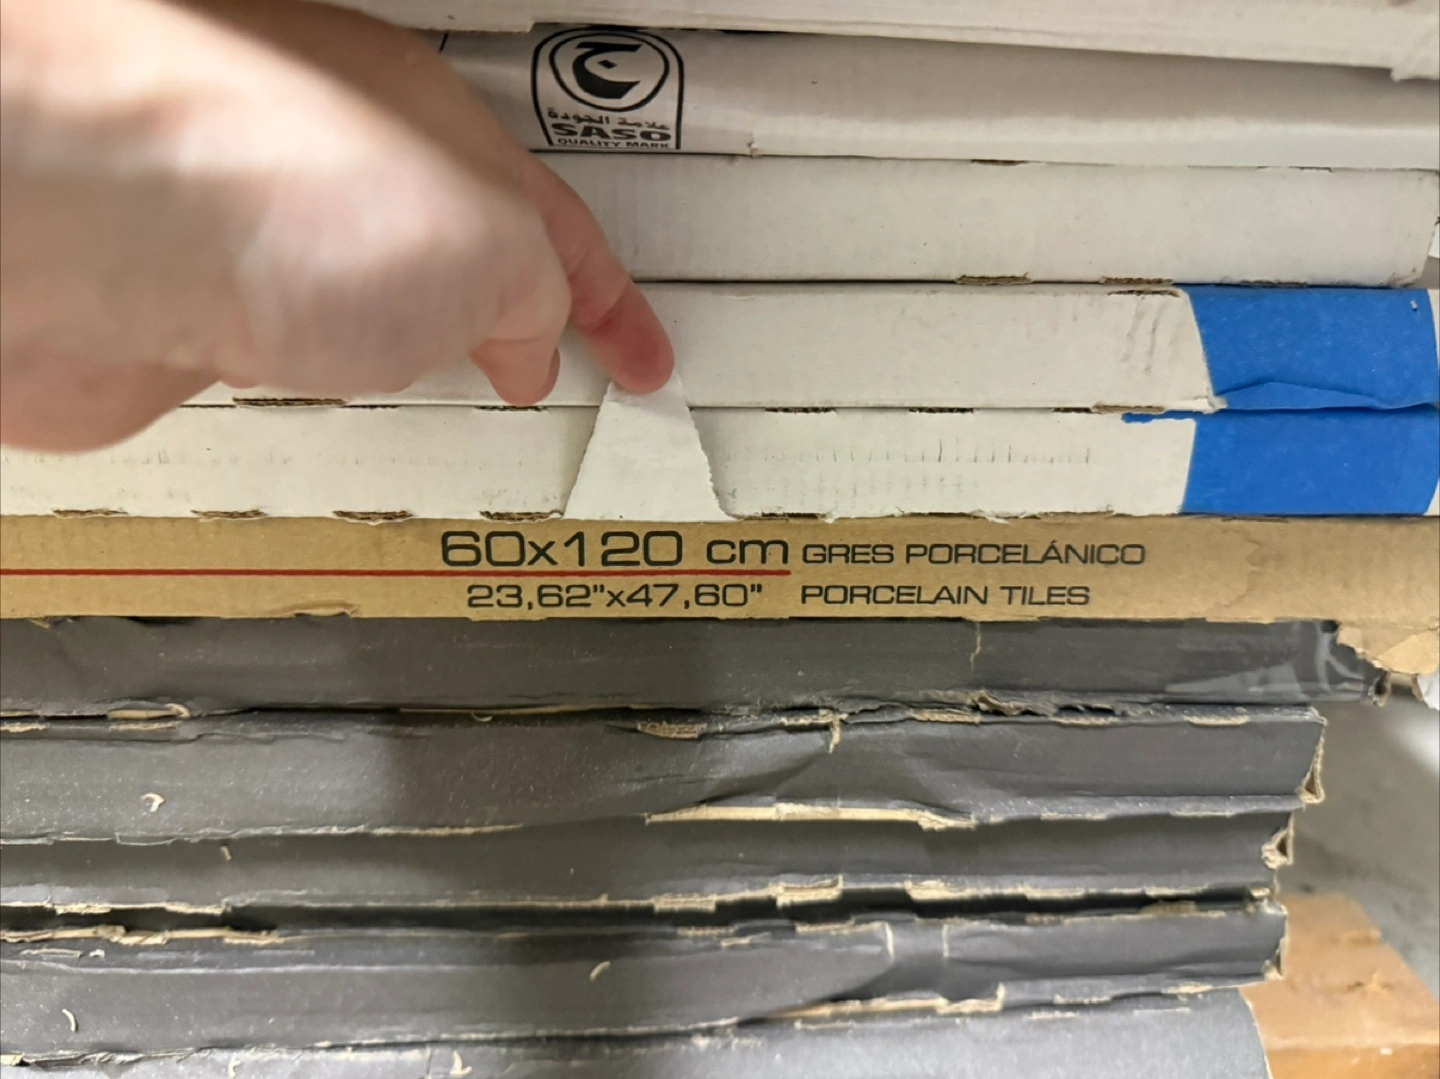 ج
علامة الجودة
SASO
QUALITY MARK
60x120 cm GRES PORCELÁNICO
23,62"x47,60" PORCELAIN TILES